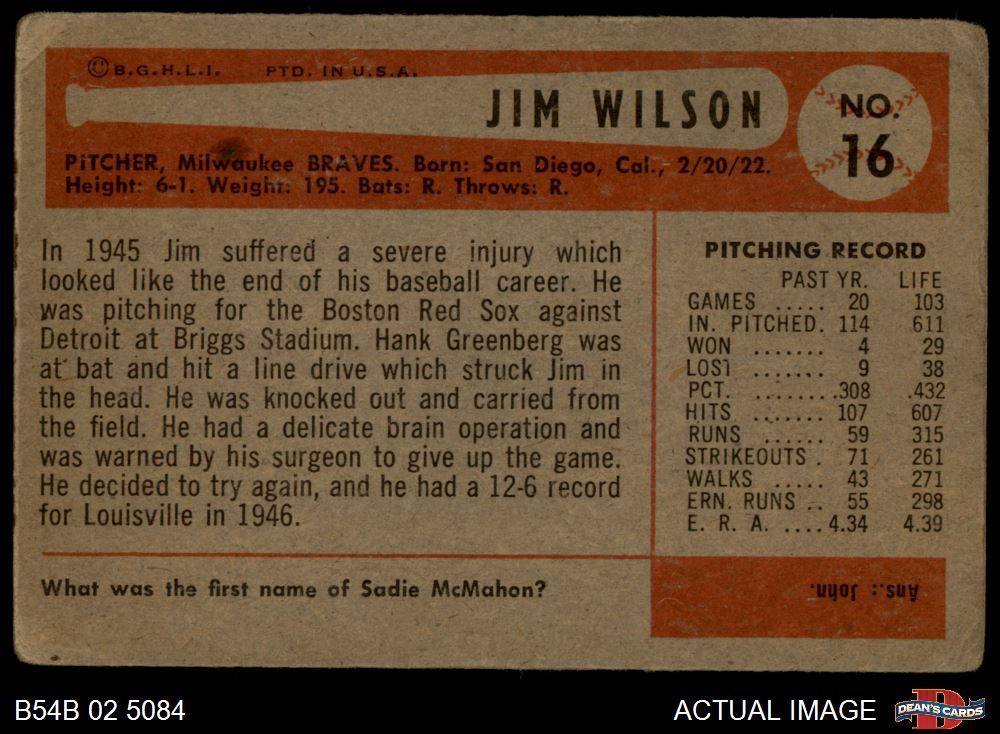 © B.G.H.L.I. PTD. IN U.S.A.
JIM WILSON
NO.
16
PITCHER, Milwaukee BRAVES. Born: San Diego, Cal., 2/20/22.
Height: 6-1. Weight: 195. Bats: R. Throws: R.
In 1945 Jim suffered a severe injury which
looked like the end of his baseball career. He
was pitching for the Boston Red Sox against
Detroit at Briggs Stadium. Hank Greenberg was
at bat and hit a line drive which struck Jim in
the head. He was knocked out and carried from
the field. He had a delicate brain operation and
was warned by his surgeon to give up the game.
He decided to try again, and he had a 12-6 record
for Louisville in 1946.
PITCHING RECORD
PAST YR. LIFE
GAMES ..... 20 103
IN. PITCHED. 114 611
WON ....... 4 29
LOST ....... 9 38
PCT. ........ .308 .432
HITS ....... 107 607
RUNS ...... 59 315
STRIKEOUTS . 71 261
WALKS ..... 43 271
ERN. RUNS .. 55 298
E. R. A. .... 4.34 4.39
What was the first name of Sadie McMahon?
Ans.: John.
B54B 02 5084
ACTUAL IMAGE
DEAN'S CARDS